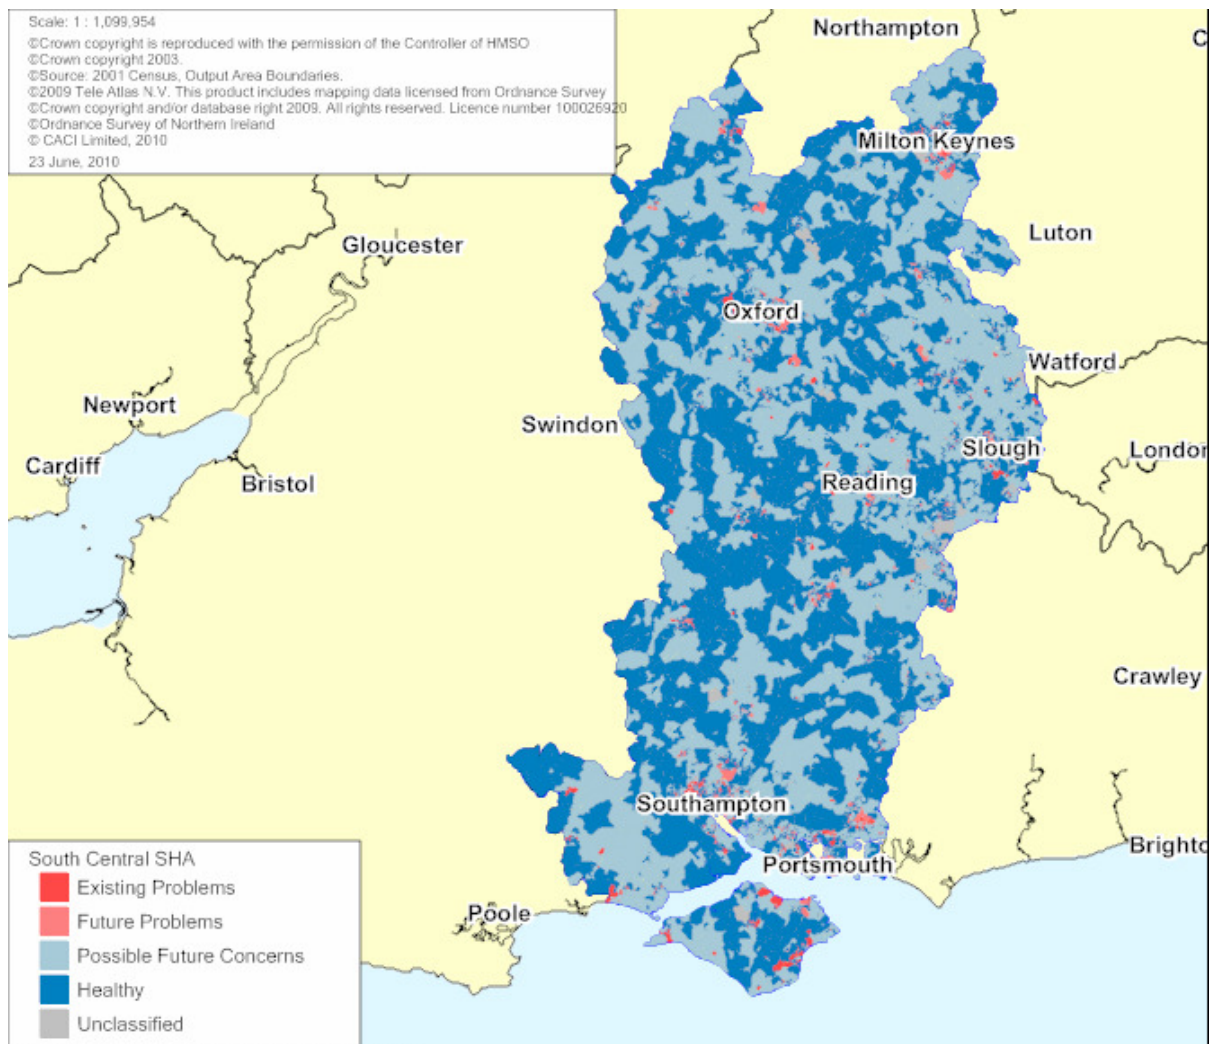 Scale: 1 : 1,099,954
©Crown copyright is reproduced with the permission of the Controller of HMSO
©Crown copyright 2003.
©Source: 2001 Census, Output Area Boundaries.
©2009 Tele Atlas N.V. This product includes mapping data licensed from Ordnance Survey
©Crown copyright and/or database right 2009. All rights reserved. Licence number 100026920
©Ordnance Survey of Northern Ireland
© CACI Limited, 2010
23 June, 2010
Northampton
C
Milton Keynes
Luton
Gloucester
Oxford
Watford
Newport
Swindon
Slough
London
Cardiff
Bristol
Reading
Crawley
Southampton
Brighto
Portsmouth
Poole
South Central SHA
Existing Problems
Future Problems
Possible Future Concerns
Healthy
Unclassified